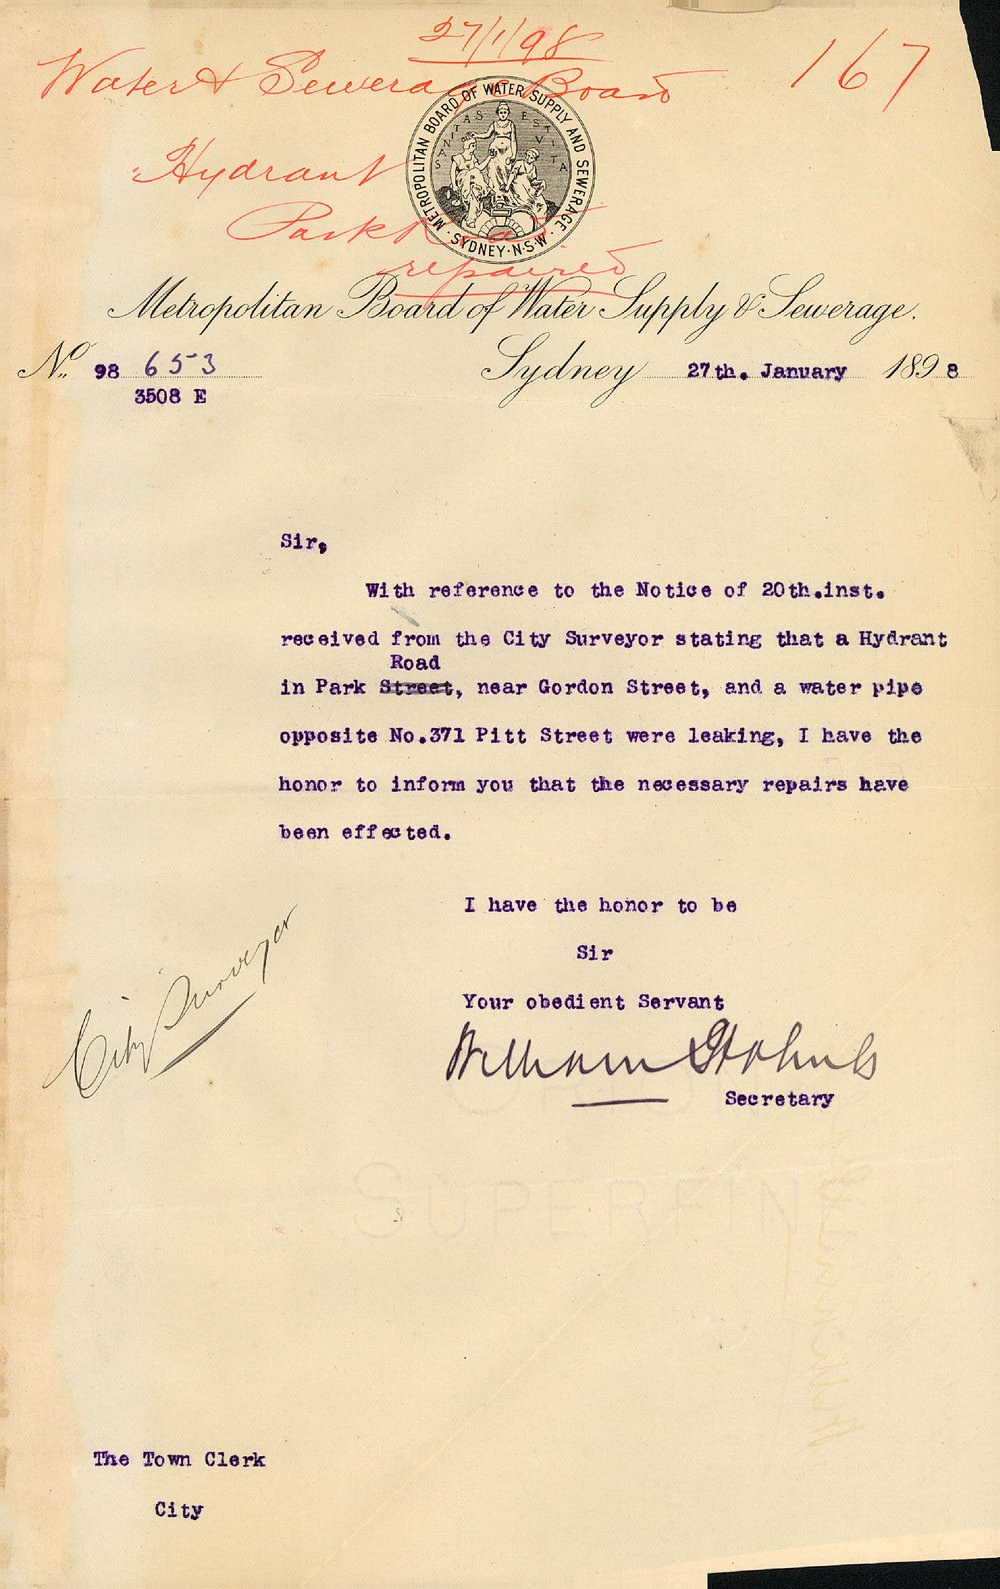 27/1/98
Water & Sewerage Board
167
Hydrant
Park Road
repaired
METROPOLITAN BOARD OF WATER SUPPLY AND SEWERAGE.
SANITAS EST VITA
· SYDNEY · N·S·W ·
Metropolitan Board of Water Supply & Sewerage.
No. 98 653
3508 E
Sydney 27th. January 1898
Sir,
With reference to the Notice of 20th.inst.
received from the City Surveyor stating that a Hydrant
Road
in Park Street, near Gordon Street, and a water pipe
opposite No.371 Pitt Street were leaking, I have the
honor to inform you that the necessary repairs have
been effected.
I have the honor to be
Sir
Your obedient Servant
William
Secretary
City Surveyor
SUPERFINE
The Town Clerk
City